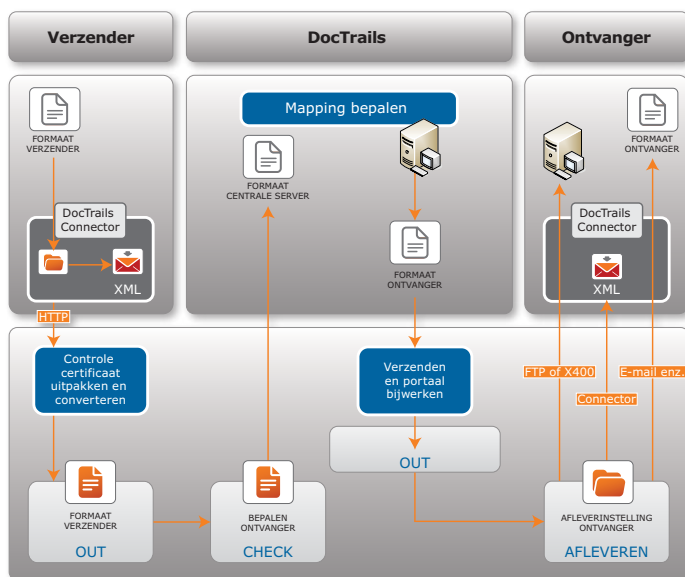 Verzender
DocTrails
Ontvanger
FORMAAT
VERZENDER
DocTrails
Connector
XML
HTTP
Mapping bepalen
FORMAAT
CENTRALE SERVER
FORMAAT
ONTVANGER
FORMAAT
ONTVANGER
DocTrails
Connector
XML
Controle
certificaat
uitpakken en
converteren
Verzenden
en portaal
bijwerken
FTP of X400
Connector
E-mail enz.
OUT
FORMAAT
VERZENDER
OUT
BEPALEN
ONTVANGER
CHECK
AFLEVERINSTELLING
ONTVANGER
AFLEVEREN